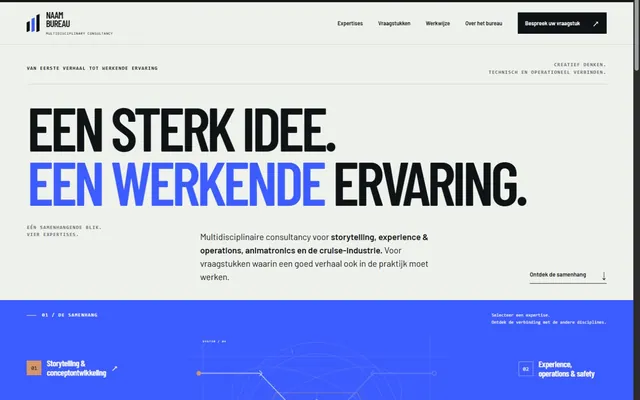 NAAM
BUREAU
MULTIDISCIPLINARY CONSULTANCY
Expertises
Vraagstukken
Werkwijze
Over het bureau
Bespreek uw vraagstuk
VAN EERSTE VERHAAL TOT WERKENDE ERVARING
CREATIEF DENKEN.
TECHNISCH EN OPERATIONEEL VERBINDEN.
EEN STERK IDEE.
EEN WERKENDE ERVARING.
EÉN SAMENHANGENDE BLIK.
VIER EXPERTISES.
Multidisciplinaire consultancy voor storytelling, experience &
operations, animatronics en de cruise-industrie. Voor
vraagstukken waarin een goed verhaal ook in de praktijk moet
werken.
Ontdek de samenhang
01 / DE SAMENHANG
Selecteer een expertise.
Ontdek de verbinding met de andere disciplines.
01
Storytelling &
conceptontwikkeling
02
Experience,
operations & safety